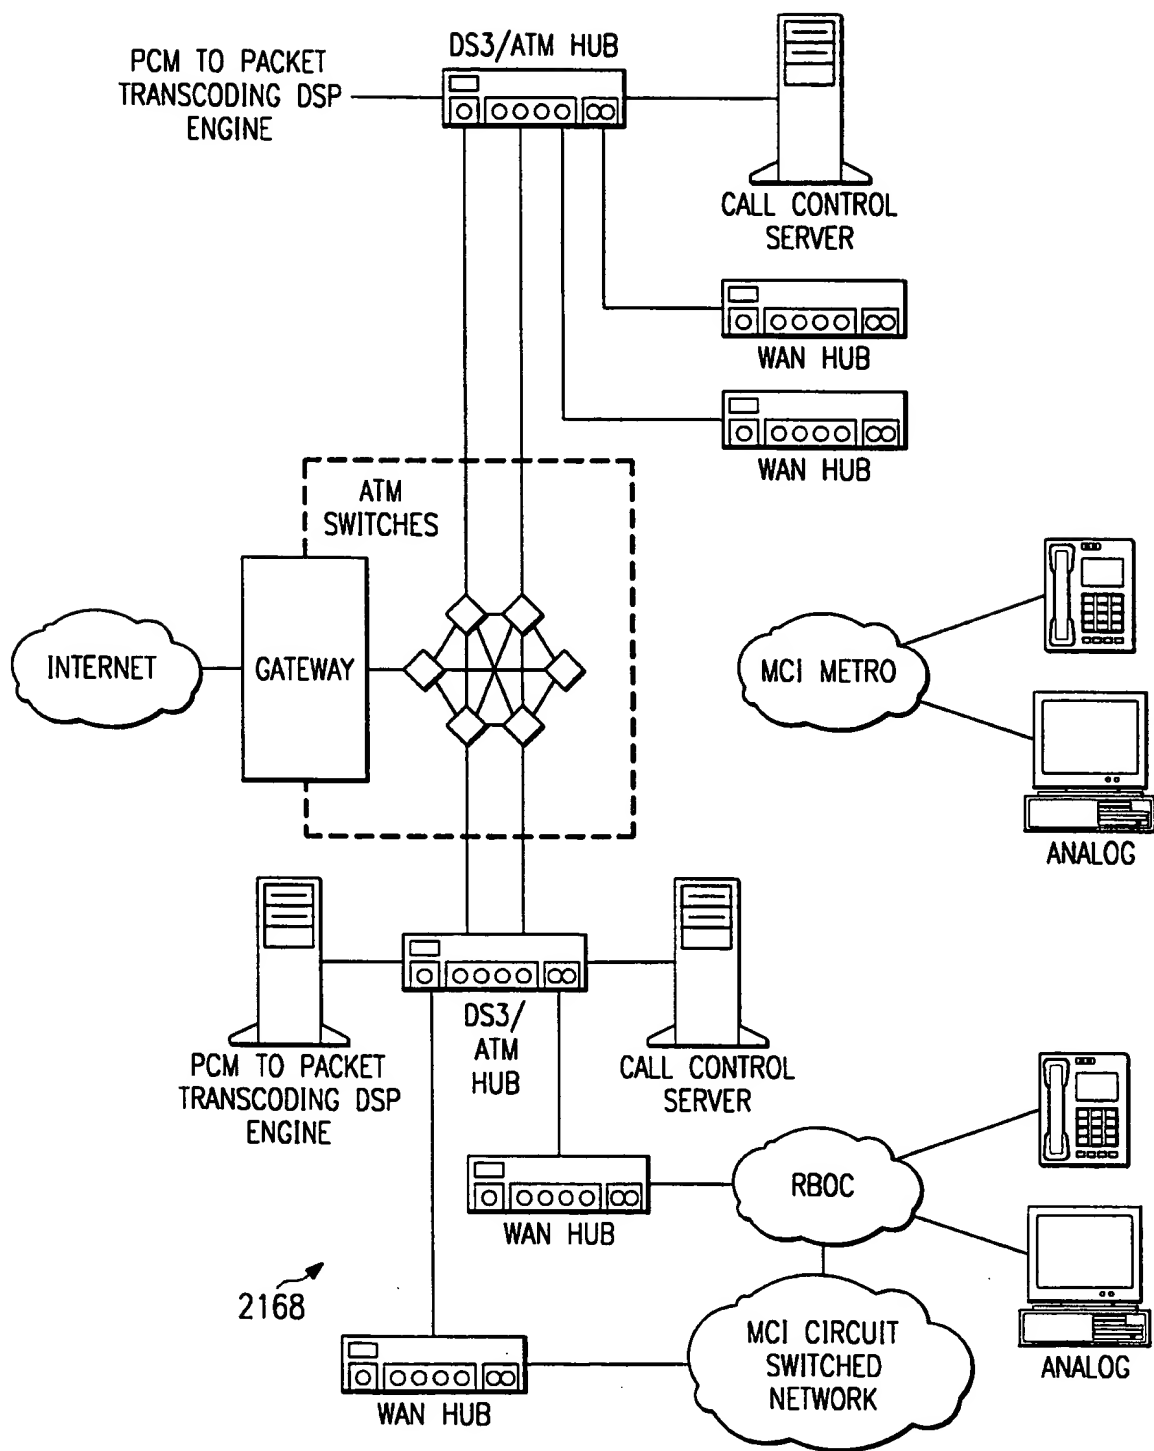 DS3/ATM HUB
PCM TO PACKET
TRANSCODING DSP
ENGINE
CALL CONTROL
SERVER
WAN HUB
WAN HUB
ATM
SWITCHES
INTERNET
GATEWAY
MCI METRO
ANALOG
DS3/
ATM
HUB
PCM TO PACKET
TRANSCODING DSP
ENGINE
CALL CONTROL
SERVER
RBOC
WAN HUB
2168
MCI CIRCUIT
SWITCHED
NETWORK
ANALOG
WAN HUB